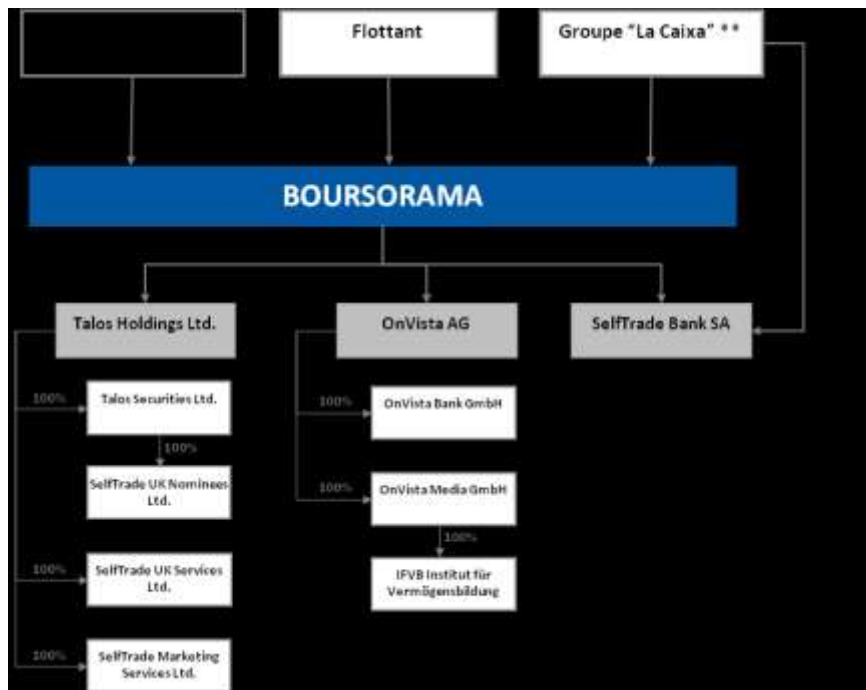 Flottant
Groupe "La Caixa" **
BOURSORAMA
Talos Holdings Ltd.
OnVista AG
SelfTrade Bank SA
100%
Talos Securities Ltd.
100%
OnVista Bank GmbH
100%
SelfTrade UK Nominees
Ltd.
100%
OnVista Media GmbH
100%
100%
SelfTrade UK Services
Ltd.
IFVB Institut für
Vermögensbildung
100%
SelfTrade Marketing
Services Ltd.